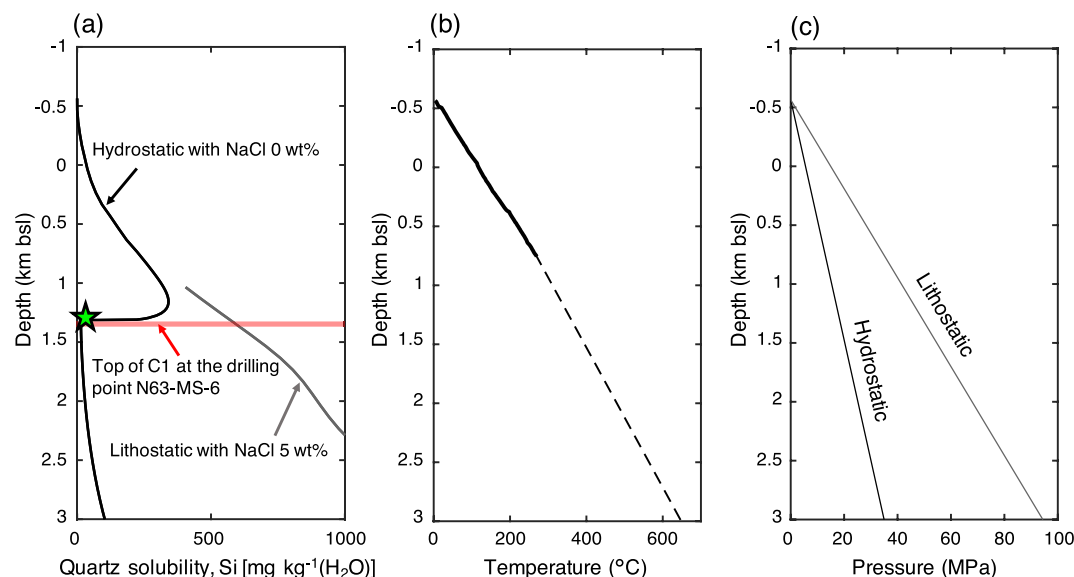 (a)
-1
-0.5
0
0.5
1
1.5
2
2.5
3
Depth (km bsl)
Hydrostatic with NaCl 0 wt%
Top of C1 at the drilling
point N63-MS-6
Lithostatic with NaCl 5 wt%
0 500 1000
Quartz solubility, Si [mg kg⁻¹(H₂O)]
(b)
-1
-0.5
0
0.5
1
1.5
2
2.5
3
Depth (km bsl)
0 200 400 600
Temperature (°C)
(c)
-1
-0.5
0
0.5
1
1.5
2
2.5
3
Depth (km bsl)
Lithostatic
Hydrostatic
0 20 40 60 80 100
Pressure (MPa)